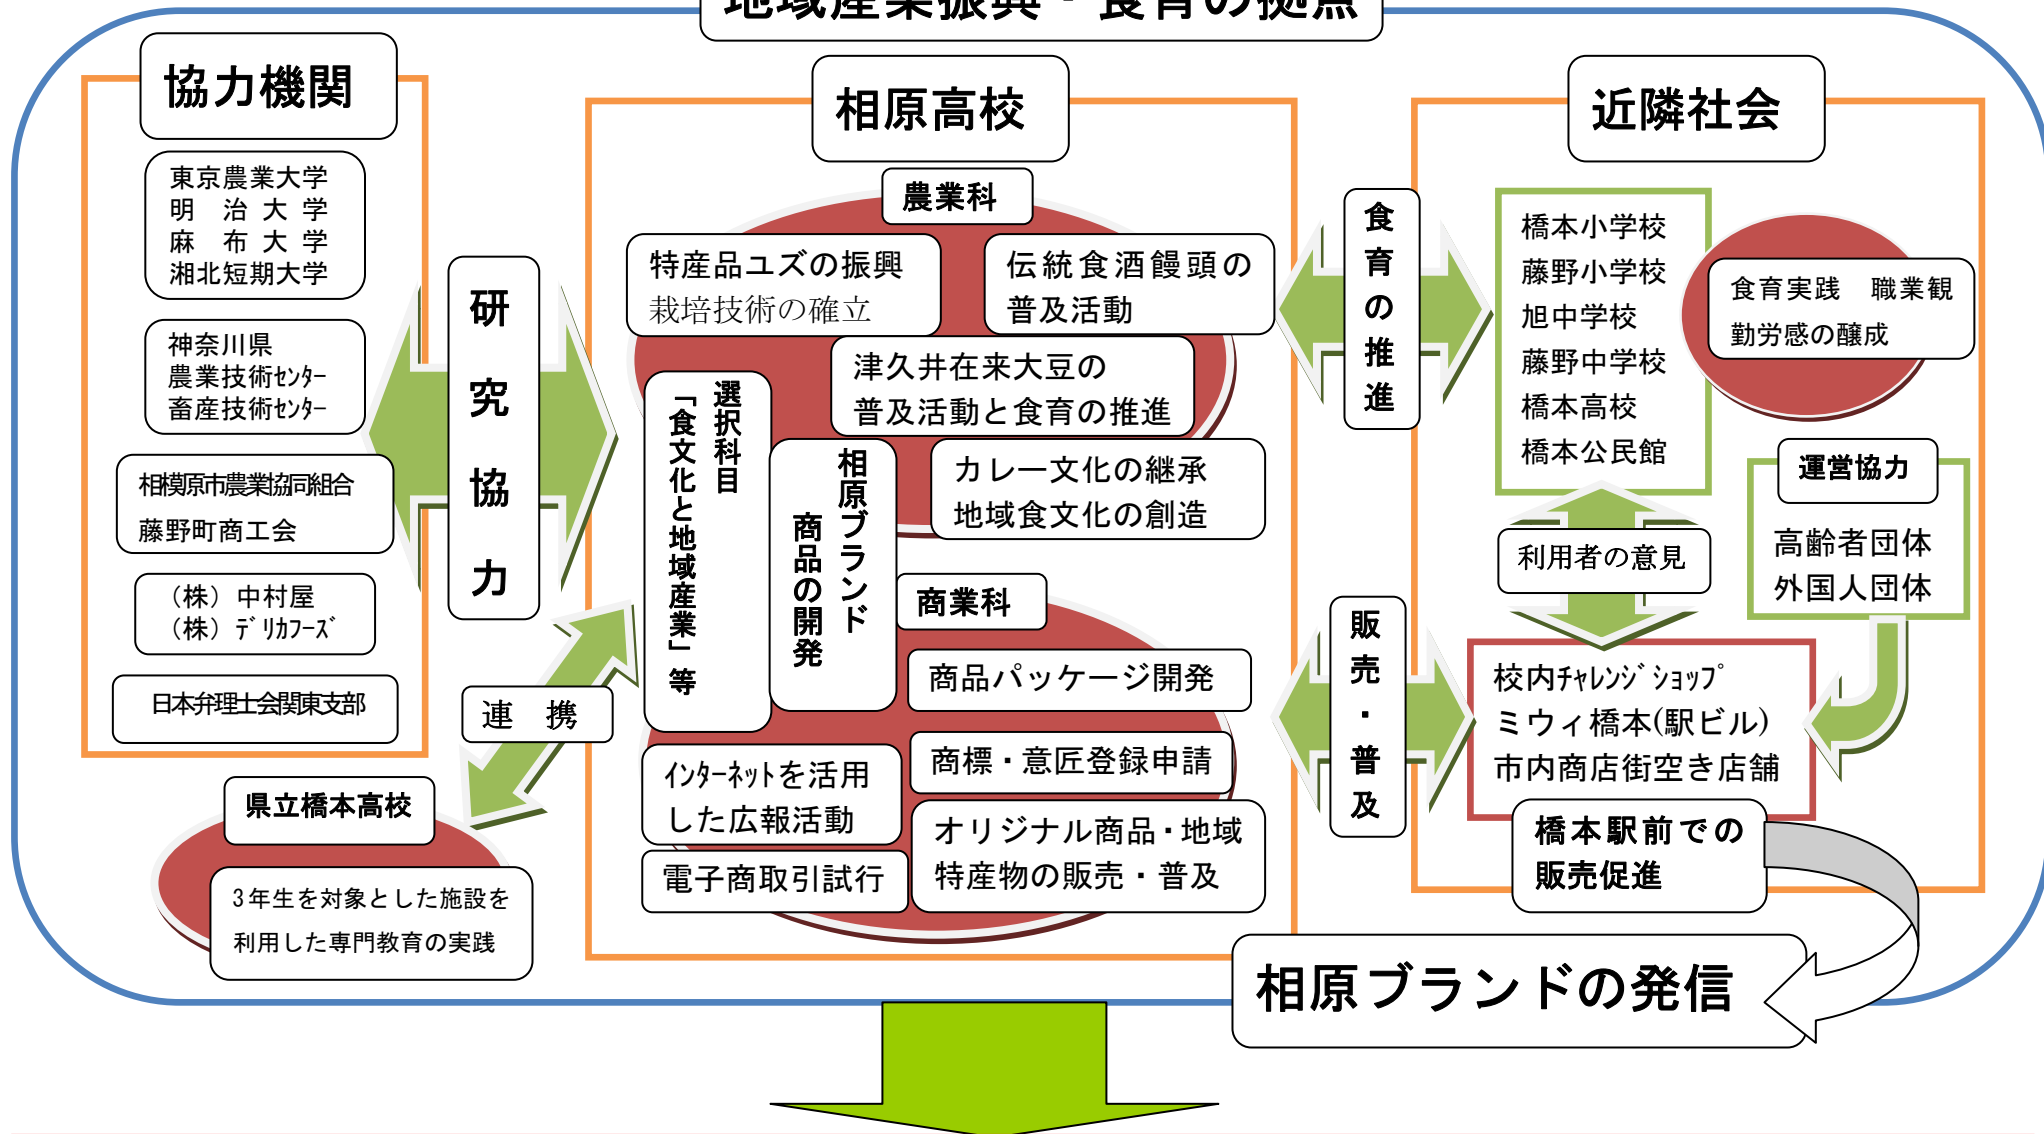 地域産業振興・食育の拠点
協力機関
東京農業大学
明　治　大　学
麻　布　大　学
湘北短期大学
神奈川県
農業技術ｾﾝﾀｰ
畜産技術ｾﾝﾀｰ
相模原市農業協同組合
藤野町商工会
（株）中村屋
（株）ﾃﾞﾘｶﾌｰｽﾞ
日本弁理士会関東支部
研究協力
連　携
県立橋本高校
3年生を対象とした施設を
利用した専門教育の実践
相原高校
農業科
特産品ユズの振興
栽培技術の確立
伝統食酒饅頭の
普及活動
津久井在来大豆の
普及活動と食育の推進
選択科目
「食文化と地域産業」等
相原ブランド
商品の開発
カレー文化の継承
地域食文化の創造
商業科
商品パッケージ開発
商標・意匠登録申請
ｲﾝﾀｰﾈｯﾄを活用
した広報活動
電子商取引試行
オリジナル商品・地域
特産物の販売・普及
食育の推進
販売・普及
近隣社会
橋本小学校
藤野小学校
旭中学校
藤野中学校
橋本高校
橋本公民館
食育実践　職業観
勤労感の醸成
運営協力
高齢者団体
外国人団体
利用者の意見
校内ﾁｬﾚﾝｼﾞｼｮｯﾌﾟ
ミウィ橋本(駅ビル)
市内商店街空き店舗
橋本駅前での
販売促進
相原ブランドの発信